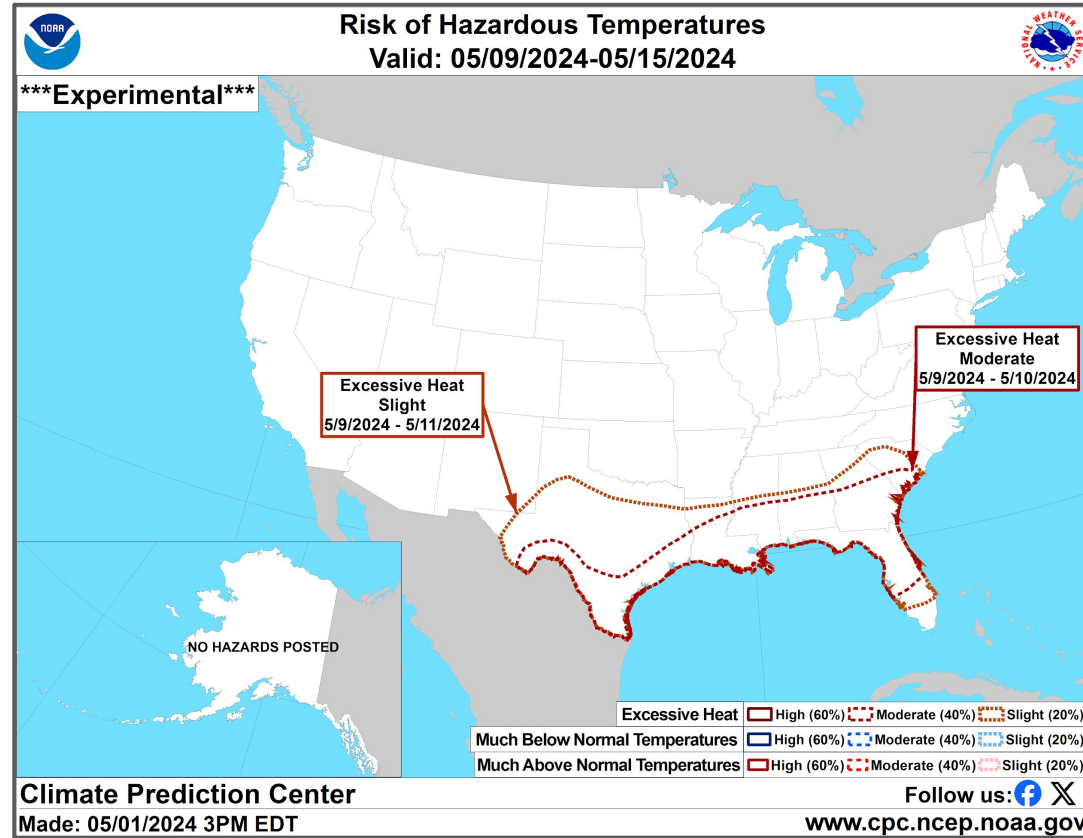 NOAA
Risk of Hazardous Temperatures
Valid: 05/09/2024-05/15/2024
NATIONAL WEATHER SERVICE
***Experimental***
Excessive Heat
Moderate
5/9/2024 - 5/10/2024
Excessive Heat
Slight
5/9/2024 - 5/11/2024
NO HAZARDS POSTED
Excessive Heat High (60%) Moderate (40%) Slight (20%)
Much Below Normal Temperatures High (60%) Moderate (40%) Slight (20%)
Much Above Normal Temperatures High (60%) Moderate (40%) Slight (20%)
Climate Prediction Center
Follow us:
Made: 05/01/2024 3PM EDT
www.cpc.ncep.noaa.gov